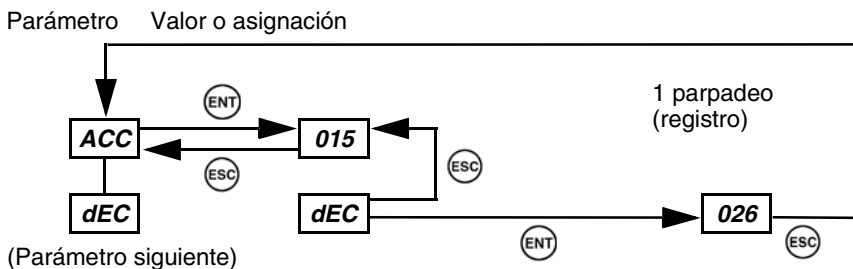 Parámetro Valor o asignación
1 parpadeo
(registro)
ENT
ACC 015
ESC ESC
dEC dEC 026
ENT ESC
(Parámetro siguiente)